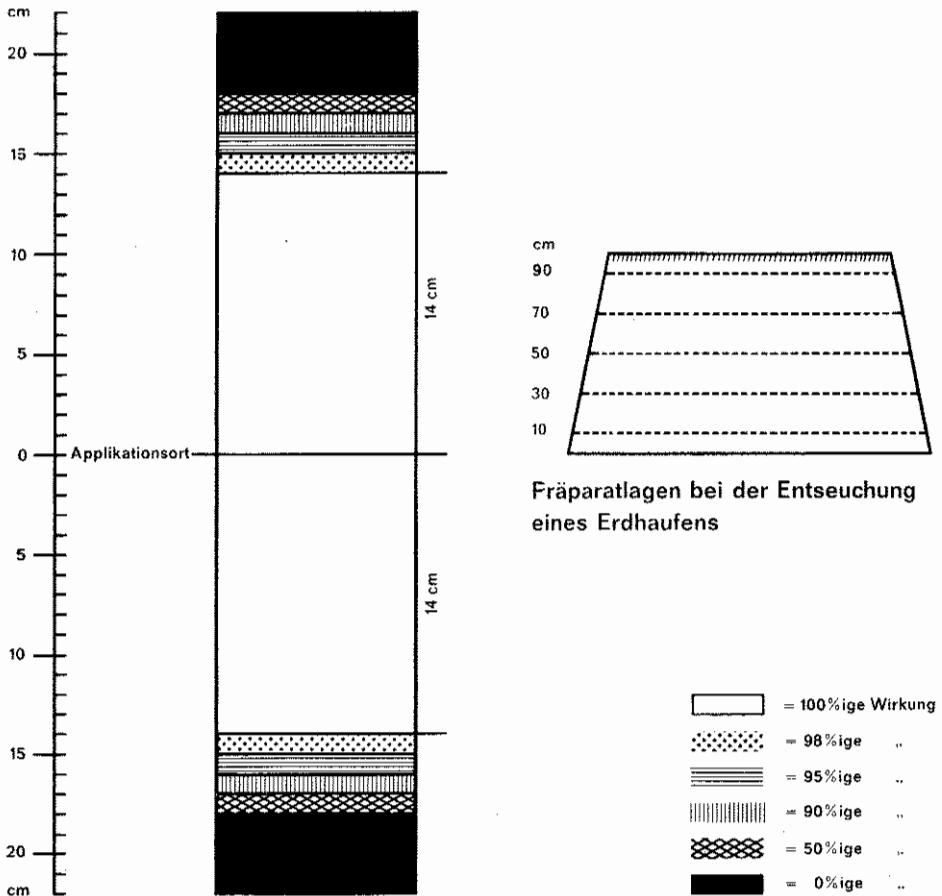 cm
20
15
10
5
0
Applikationsort
5
10
15
20
cm
14 cm
14 cm
cm
90
70
50
30
10
Fräparatlagen bei der Entseuchung
eines Erdhaufens
= 100%ige Wirkung
= 98%ige „
= 95%ige „
= 90%ige „
= 50%ige „
= 0%ige „